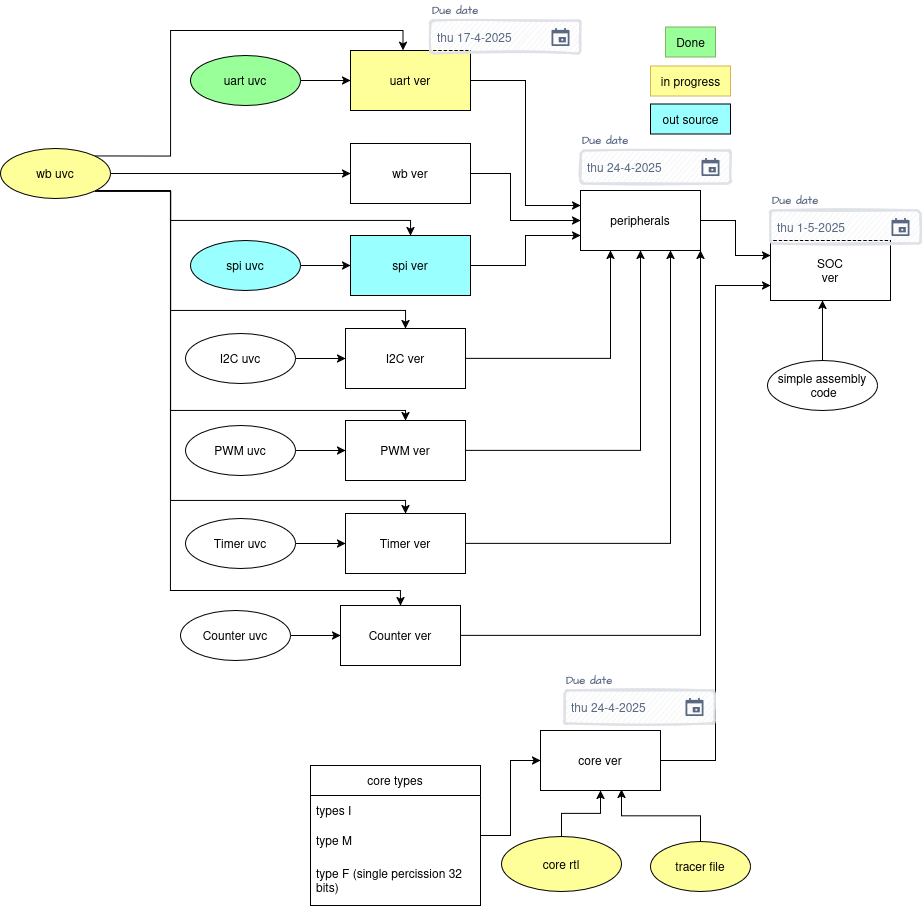 Due date
thu 17-4-2025
Done
in progress
out source
uart uvc
uart ver
wb uvc
wb ver
Due date
thu 24-4-2025
peripherals
Due date
thu 1-5-2025
SOC
ver
spi uvc
spi ver
I2C uvc
I2C ver
simple assembly
code
PWM uvc
PWM ver
Timer uvc
Timer ver
Counter uvc
Counter ver
Due date
thu 24-4-2025
core ver
core types
types I
type M
type F (single percission 32
bits)
core rtl
tracer file